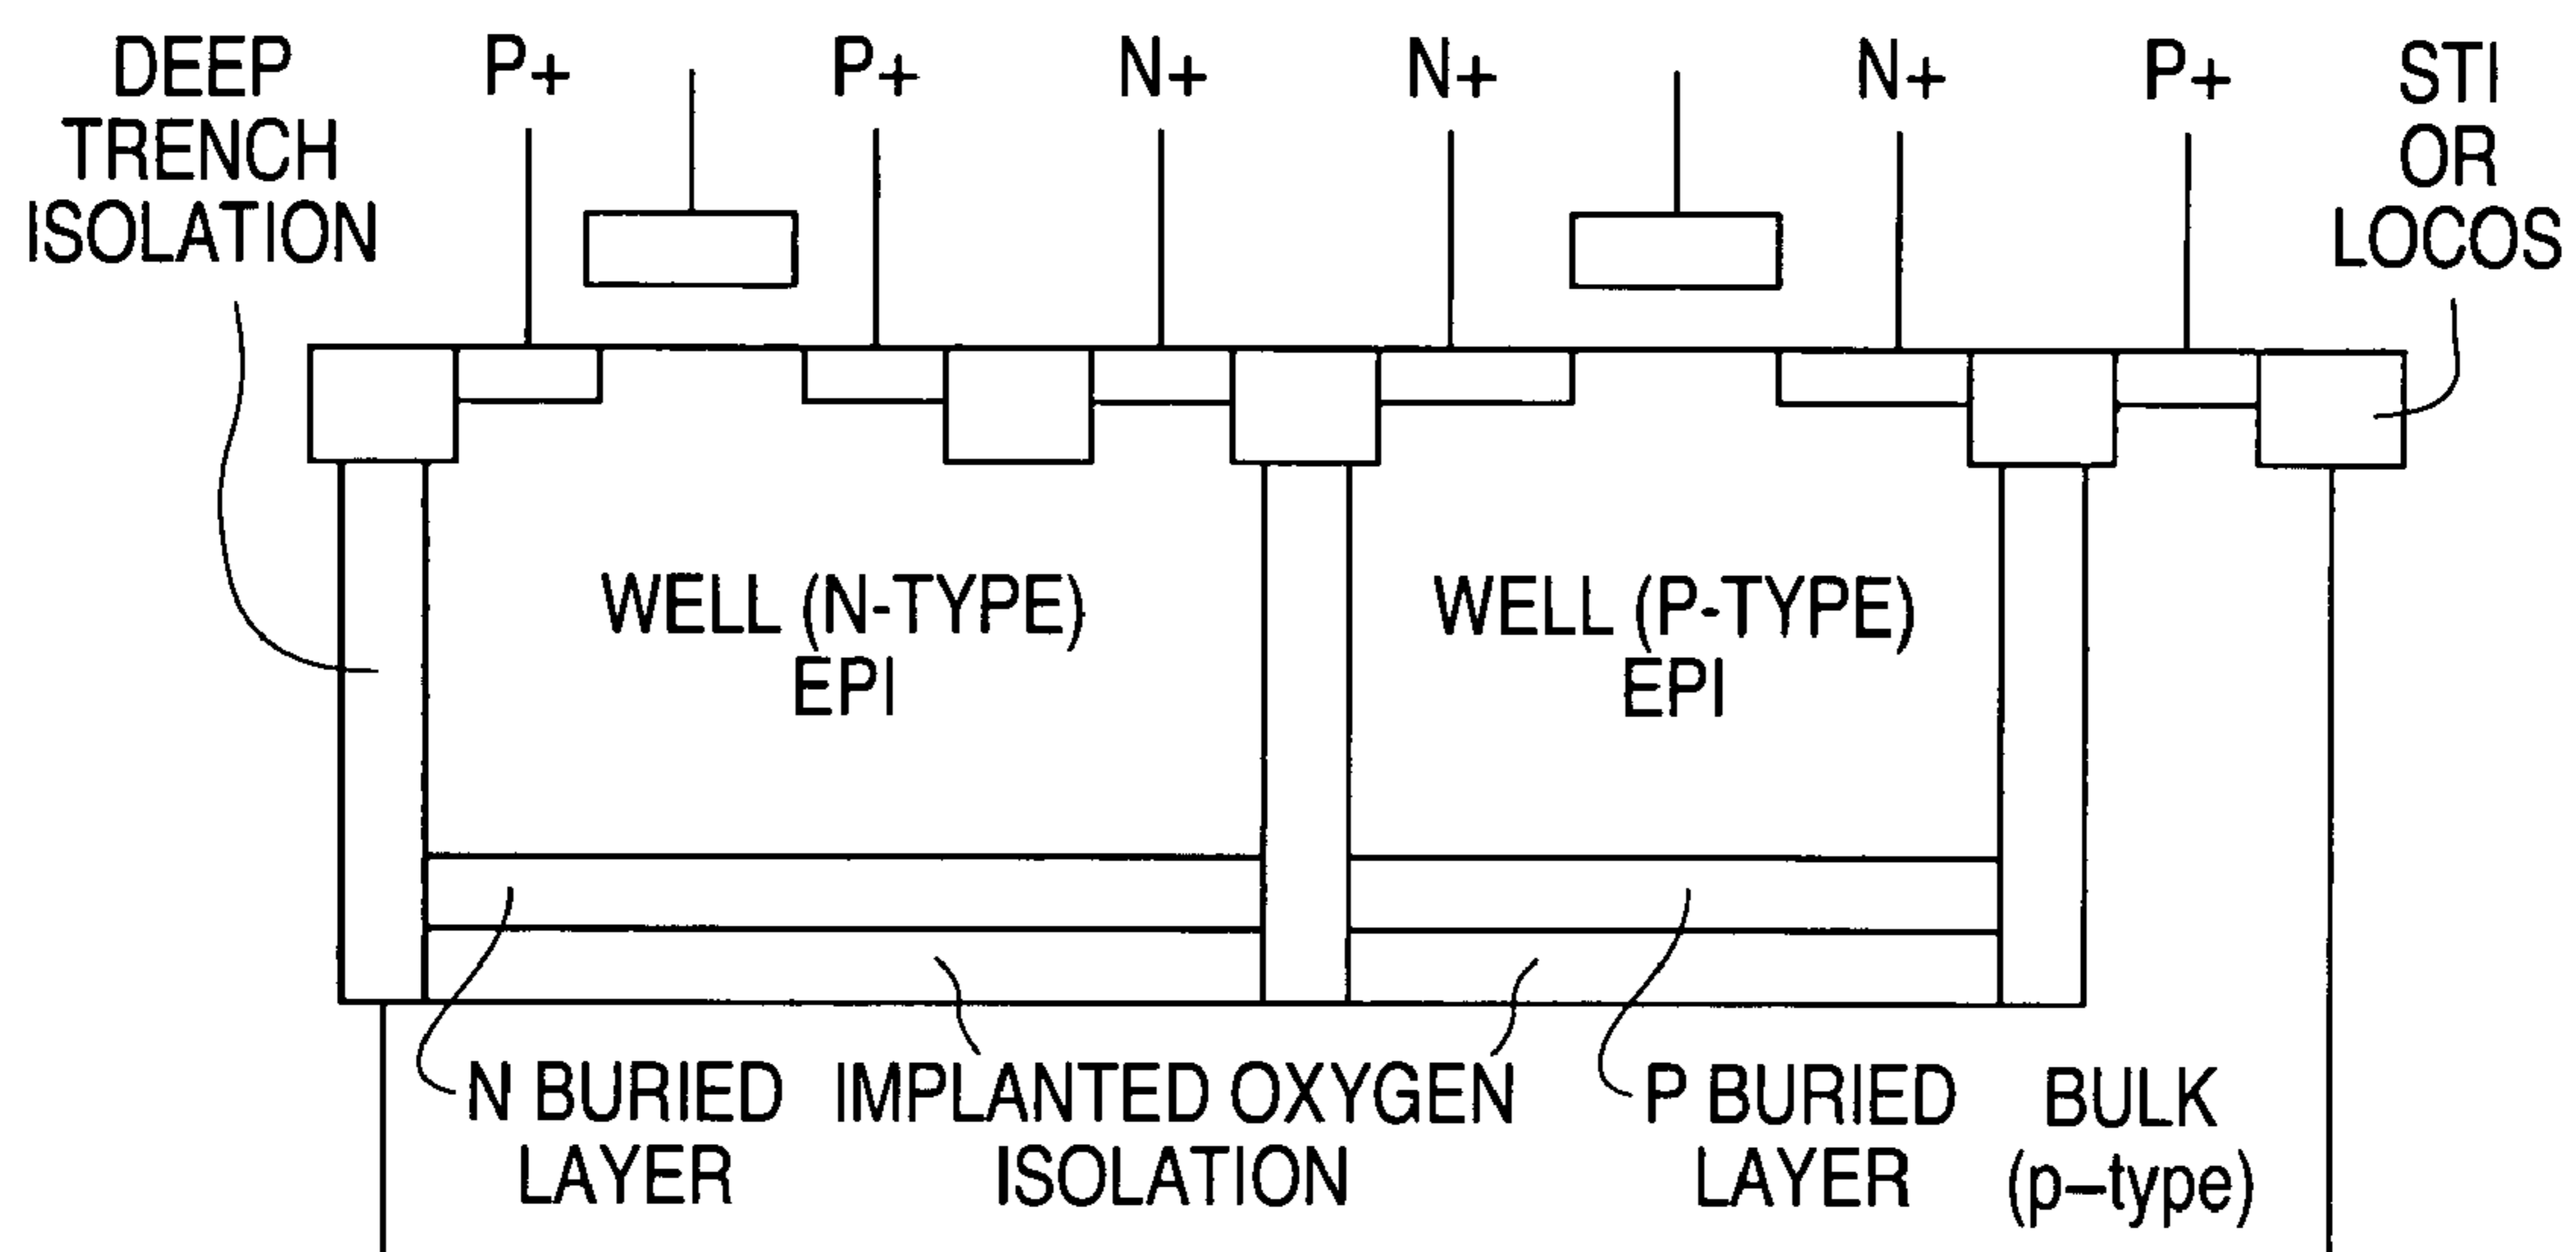 DEEP
TRENCH
ISOLATION
P+
P+
N+
N+
N+
P+
STI
OR
LOCOS
WELL (N-TYPE)
EPI
WELL (P-TYPE)
EPI
N BURIED
LAYER
IMPLANTED OXYGEN
ISOLATION
P BURIED
LAYER
BULK
(p–type)